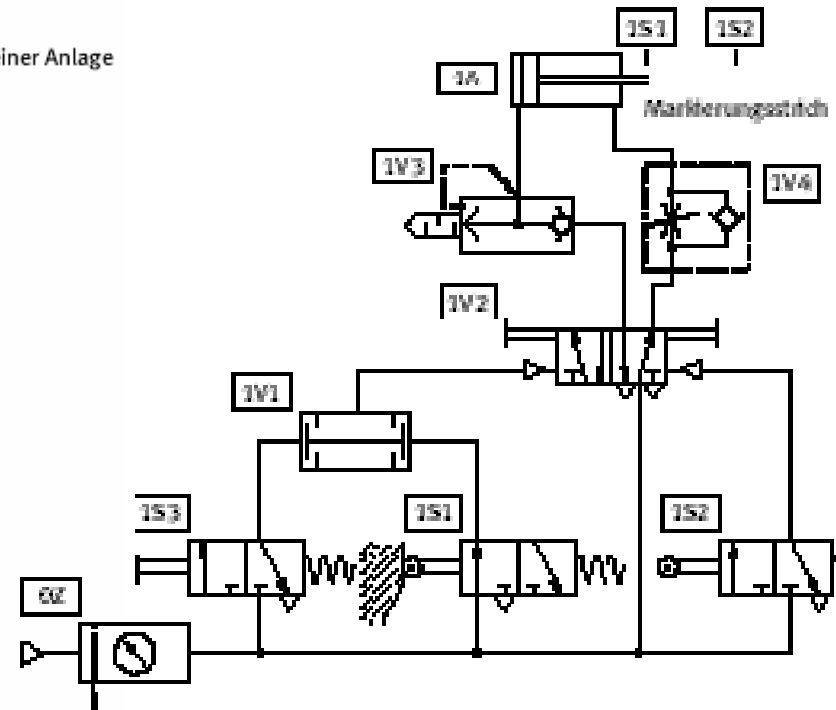 1S1 1S2
einer Anlage
1A
Markierungsstrich
1V3
1V4
1V2
1V1
1S3 1S1 1S2
0Z